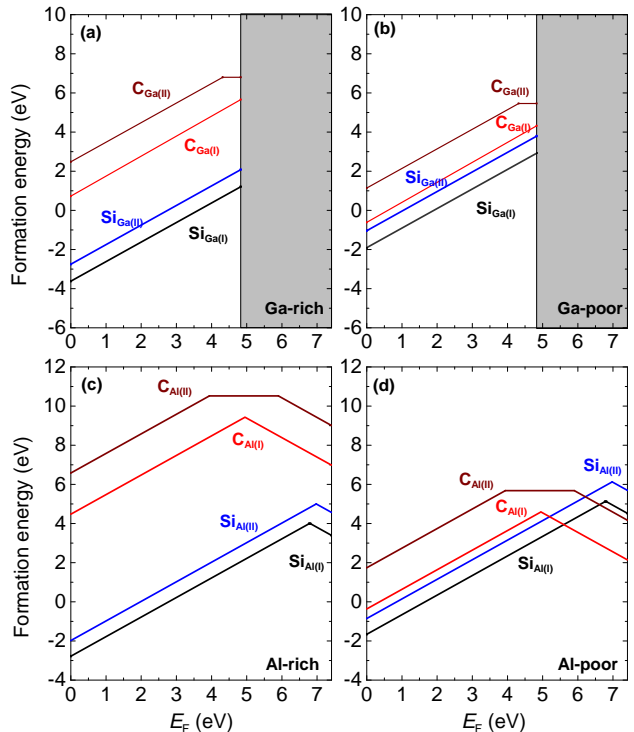 (a)
(b)
10
8
6
4
2
0
-2
-4
-6
Formation energy (eV)
C_Ga(II)
C_Ga(I)
Si_Ga(II)
Si_Ga(I)
Ga-rich
0 1 2 3 4 5 6 7
10
8
6
4
2
0
-2
-4
-6
C_Ga(II)
C_Ga(I)
Si_Ga(II)
Si_Ga(I)
Ga-poor
0 1 2 3 4 5 6 7
(c)
(d)
12
10
8
6
4
2
0
-2
-4
Formation energy (eV)
C_Al(II)
C_Al(I)
Si_Al(II)
Si_Al(I)
Al-rich
0 1 2 3 4 5 6 7
E_F (eV)
12
10
8
6
4
2
0
-2
-4
Si_Al(II)
C_Al(II)
C_Al(I)
Si_Al(I)
Al-poor
0 1 2 3 4 5 6 7
E_F (eV)